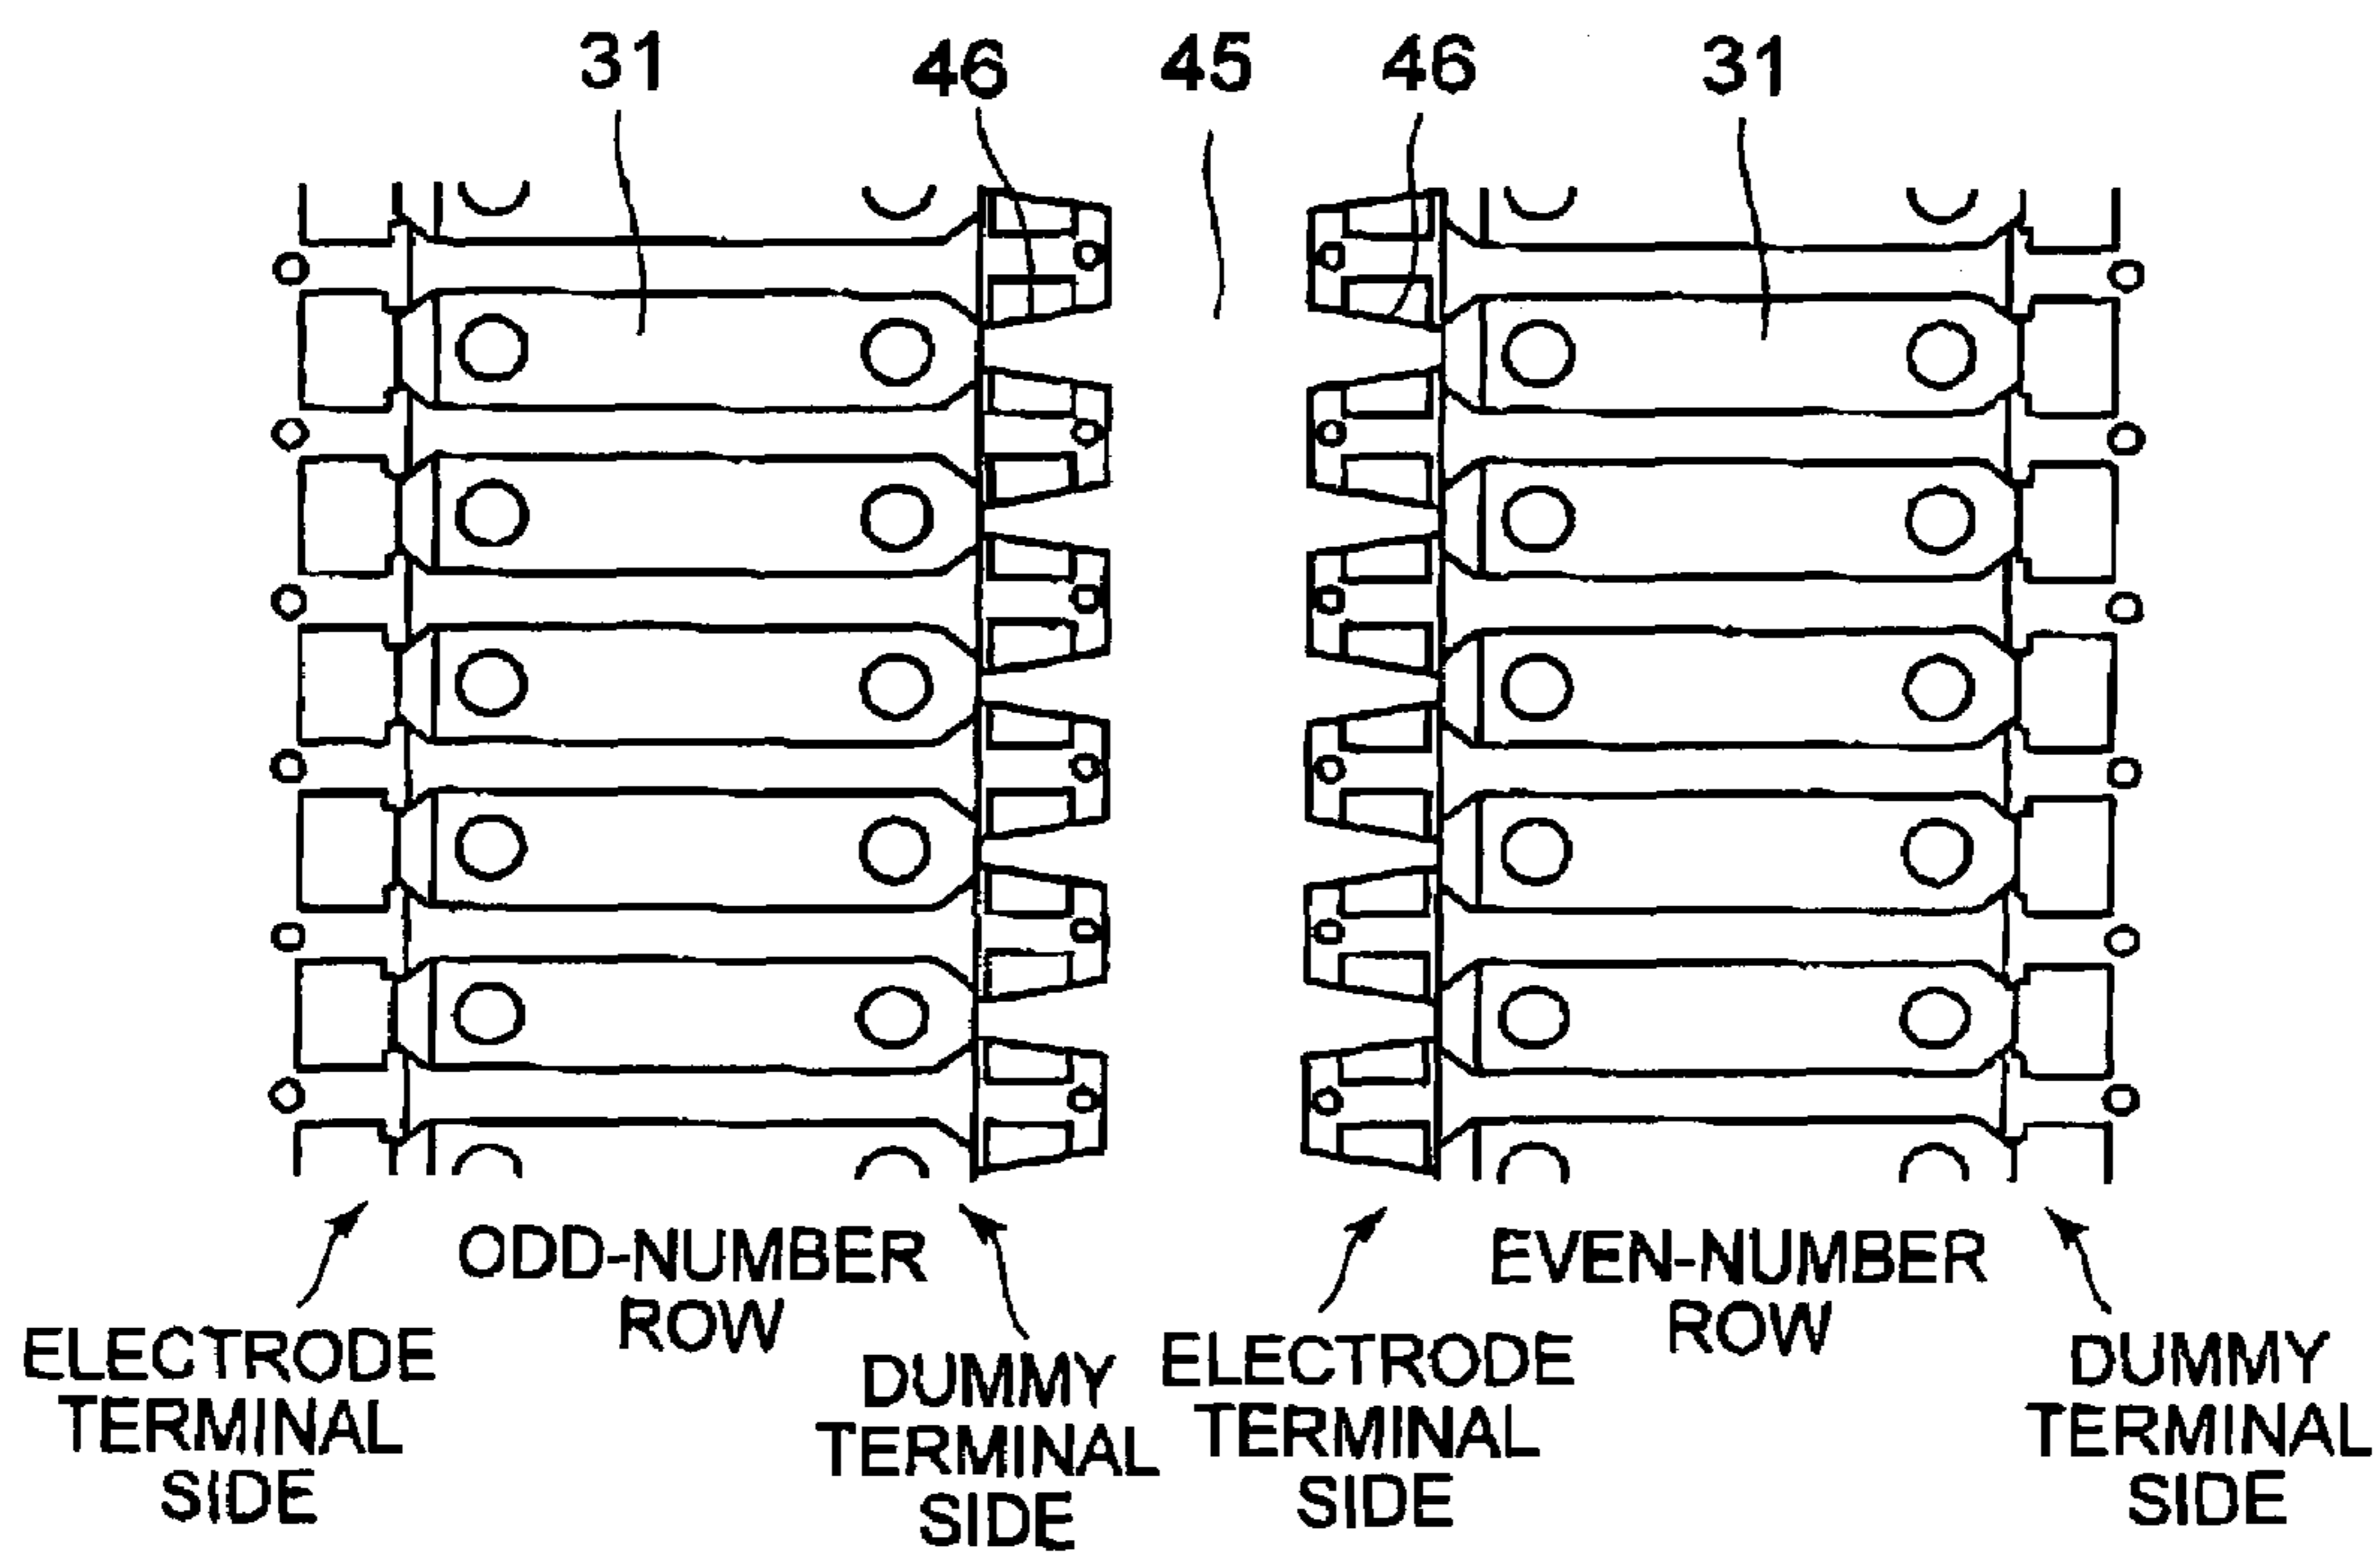 31
46
45
46
31
ODD-NUMBER
ROW
EVEN-NUMBER
ROW
ELECTRODE
TERMINAL
SIDE
DUMMY
TERMINAL
SIDE
ELECTRODE
TERMINAL
SIDE
DUMMY
TERMINAL
SIDE